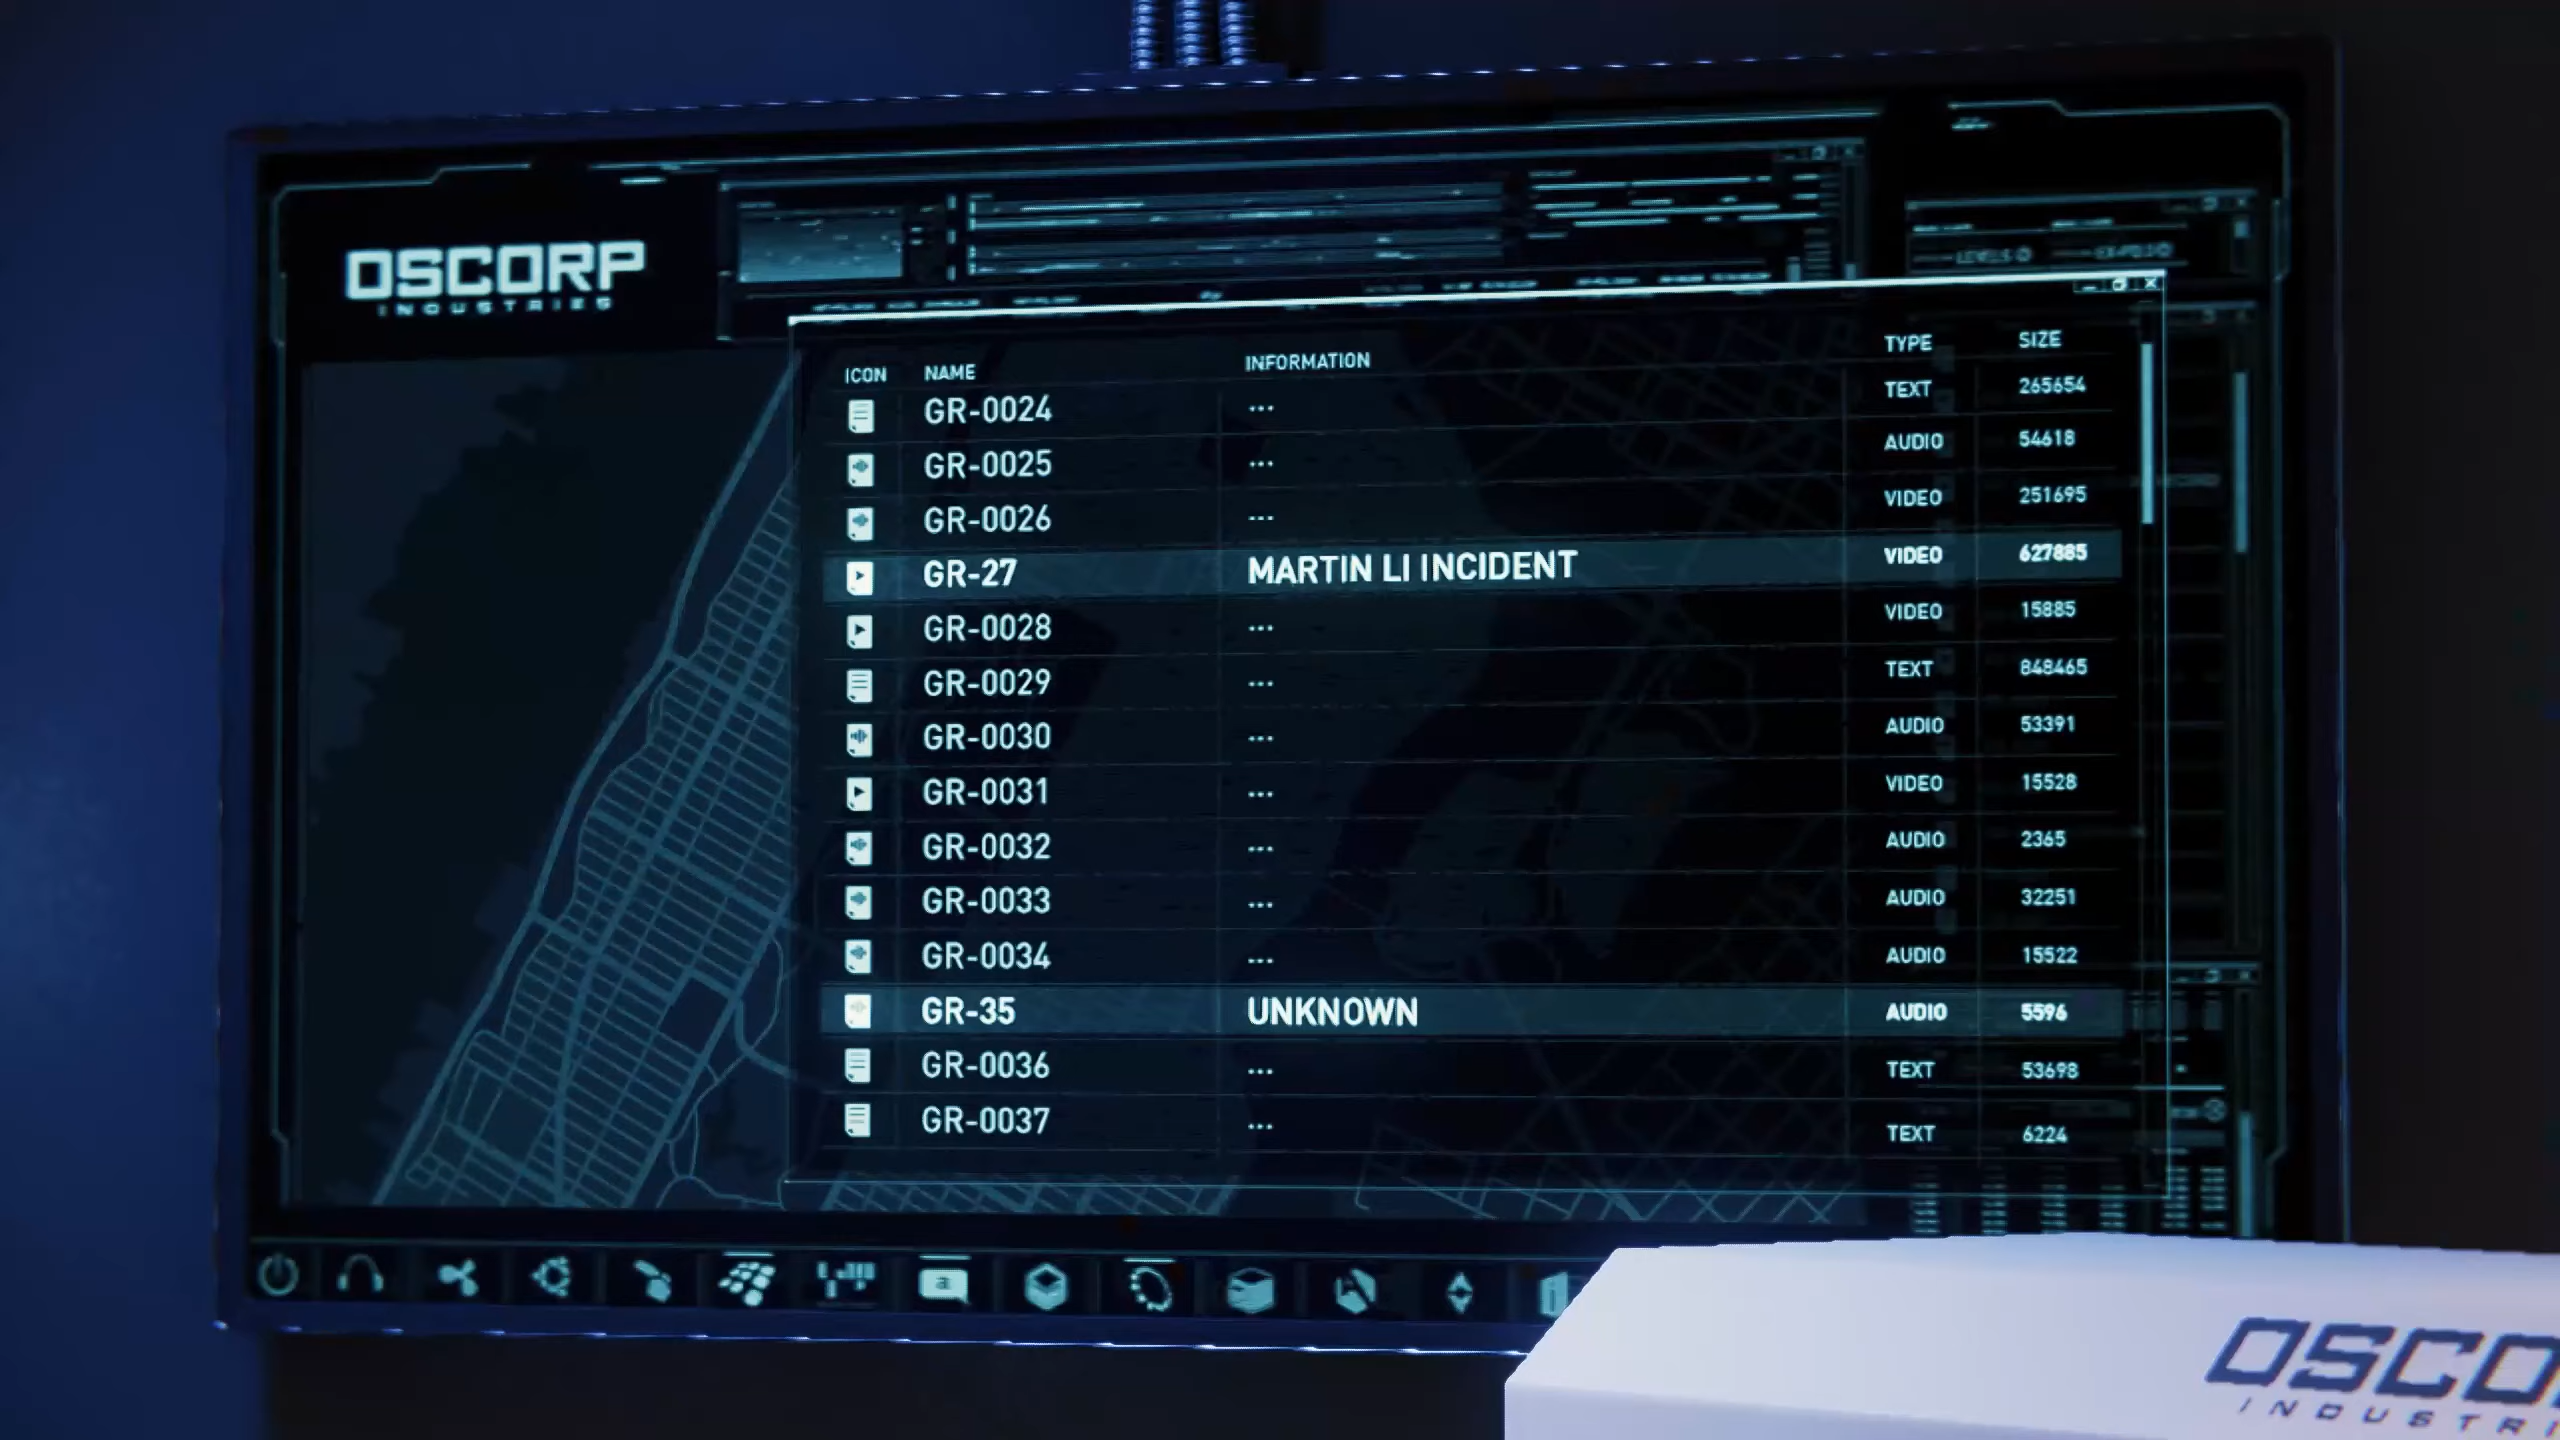 OSCORP
INDUSTRIES
ICON NAME INFORMATION TYPE SIZE
GR-0024 ... TEXT 265654
GR-0025 ... AUDIO 54618
GR-0026 ... VIDEO 251695
GR-27 MARTIN LI INCIDENT VIDEO 627885
GR-0028 ... VIDEO 15885
GR-0029 ... TEXT 848465
GR-0030 ... AUDIO 53391
GR-0031 ... VIDEO 15528
GR-0032 ... AUDIO 2365
GR-0033 ... AUDIO 32251
GR-0034 ... AUDIO 15522
GR-35 UNKNOWN AUDIO 5596
GR-0036 ... TEXT 53698
GR-0037 ... TEXT 6224
a
OSCO
INDUSTRI